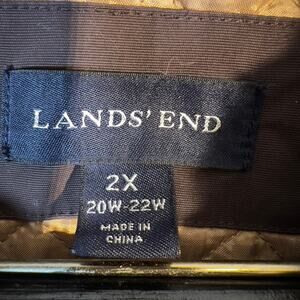 LANDS' END
2X
20W-22W
MADE IN
CHINA